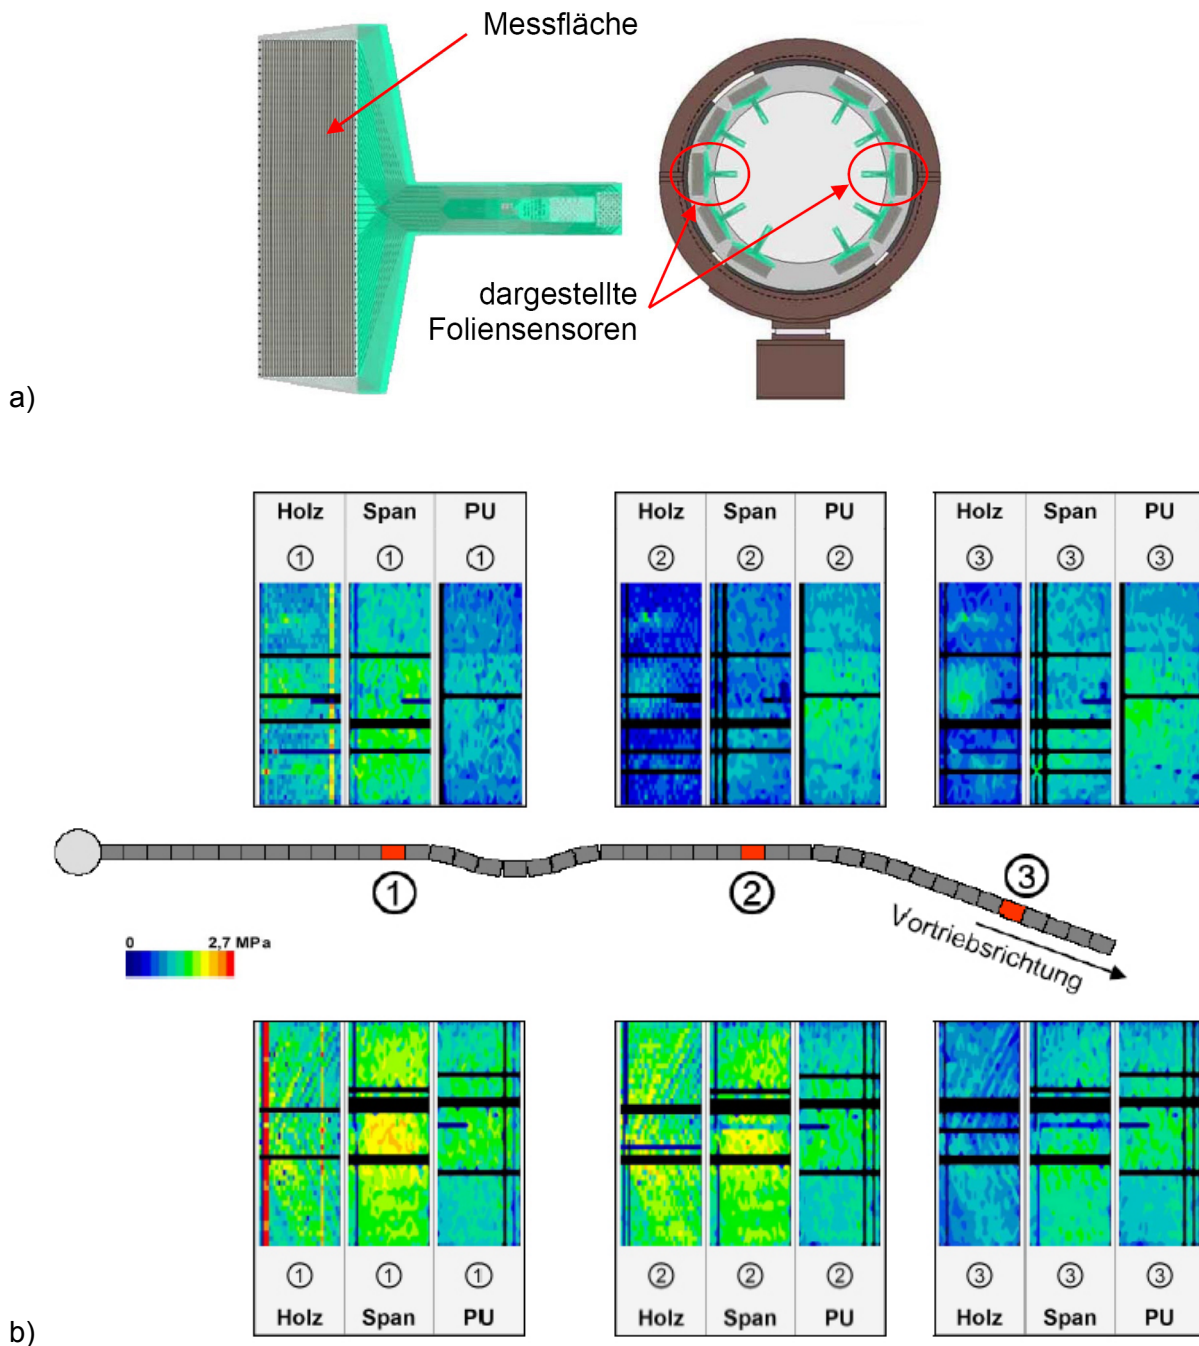 Messfläche
dargestellte
Foliensensoren
a)
Holz Span PU
① ① ①
Holz Span PU
② ② ②
Holz Span PU
③ ③ ③
① ② ③
Vortriebsrichtung
0 2,7 MPa
① ① ①
Holz Span PU
② ② ②
Holz Span PU
③ ③ ③
Holz Span PU
b)